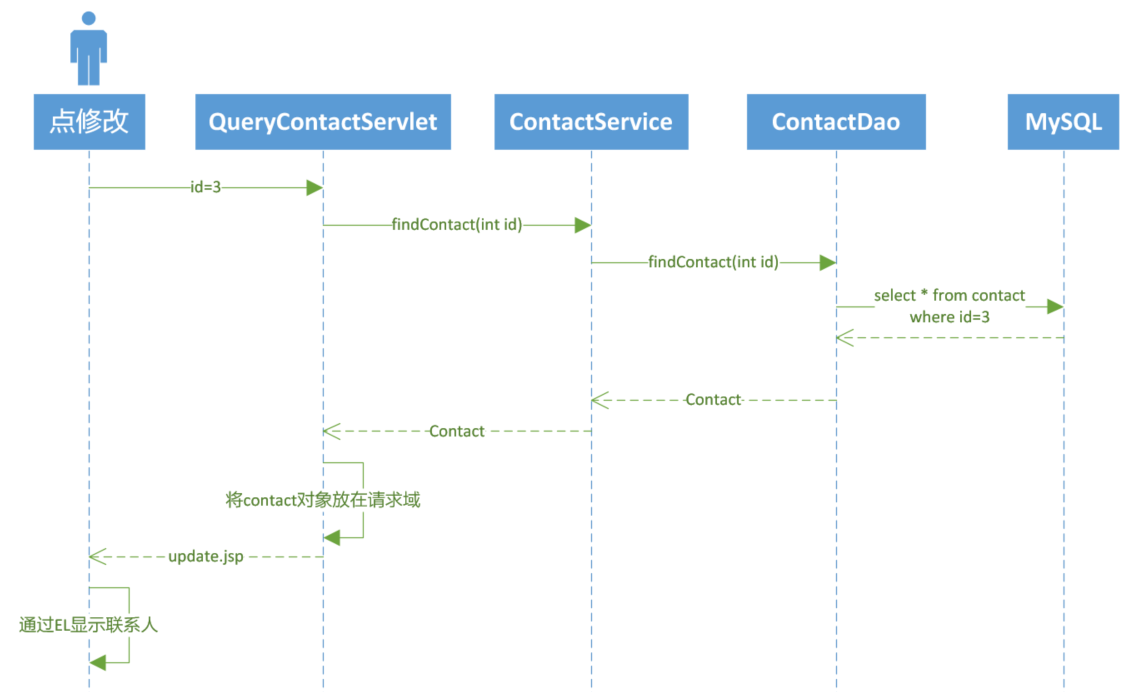 点修改
QueryContactServlet
ContactService
ContactDao
MySQL
id=3
findContact(int id)
findContact(int id)
select * from contact
where id=3
Contact
Contact
将contact对象放在请求域
update.jsp
通过EL显示联系人